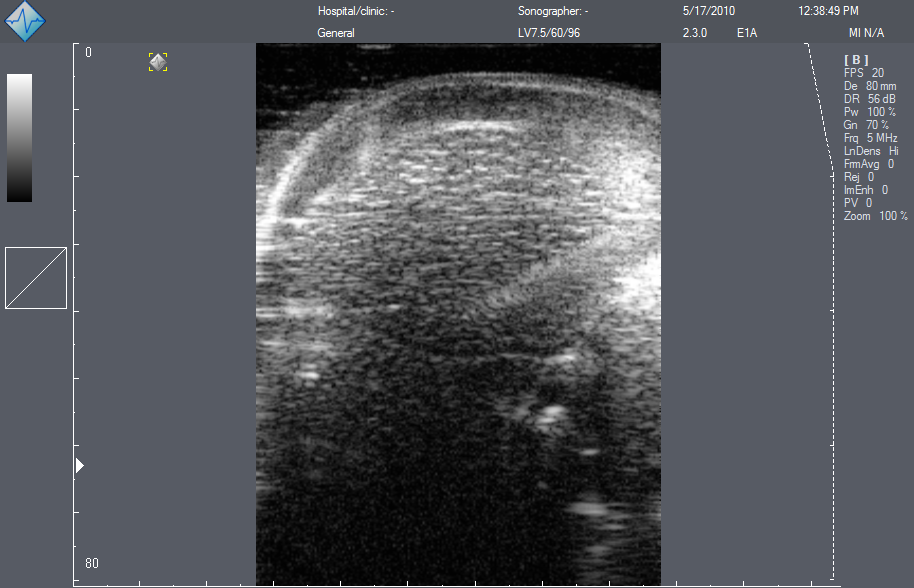 Hospital/clinic: - Sonographer: - 5/17/2010 12:38:49 PM
General LV7.5/60/96 2.3.0 E1A MI N/A
0
[ B ]
FPS 20
De 80 mm
DR 56 dB
Pw 100 %
Gn 70 %
Frq 5 MHz
LnDens Hi
FrmAvg 0
Rej 0
ImEnh 0
PV 0
Zoom 100 %
80